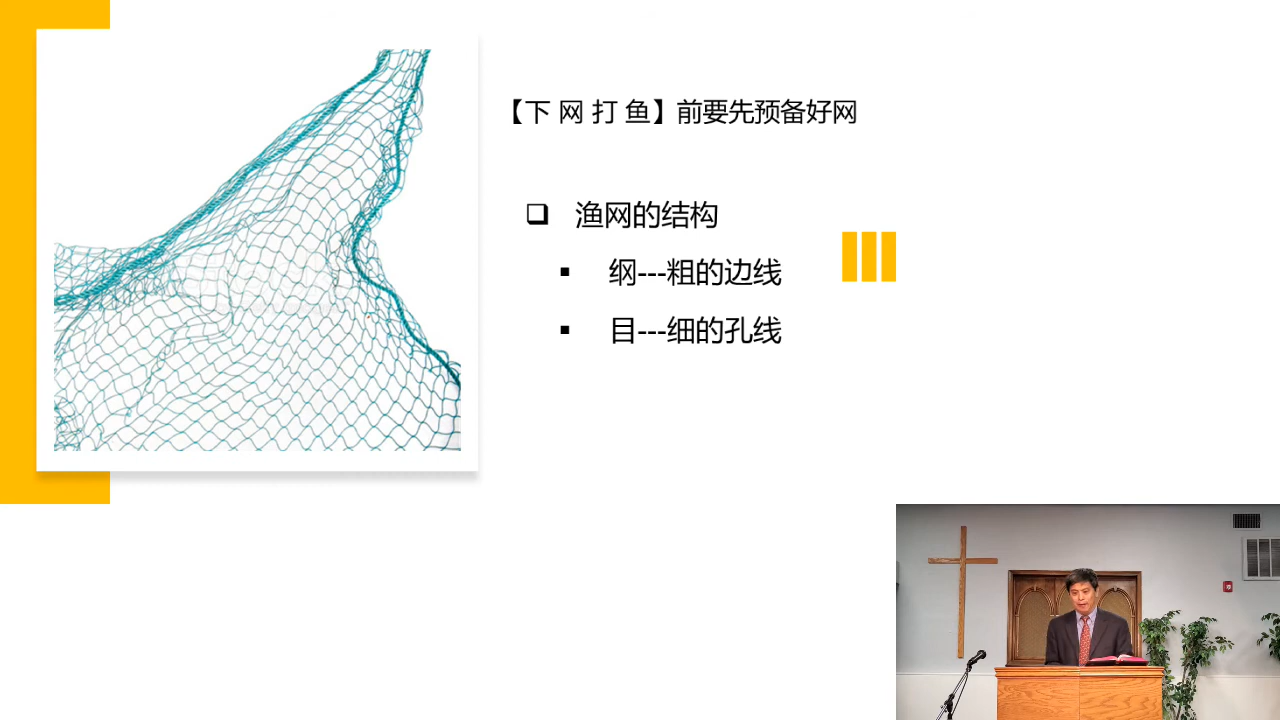 【下 网 打 鱼】前要先预备好网
渔网的结构
纲---粗的边线
目---细的孔线